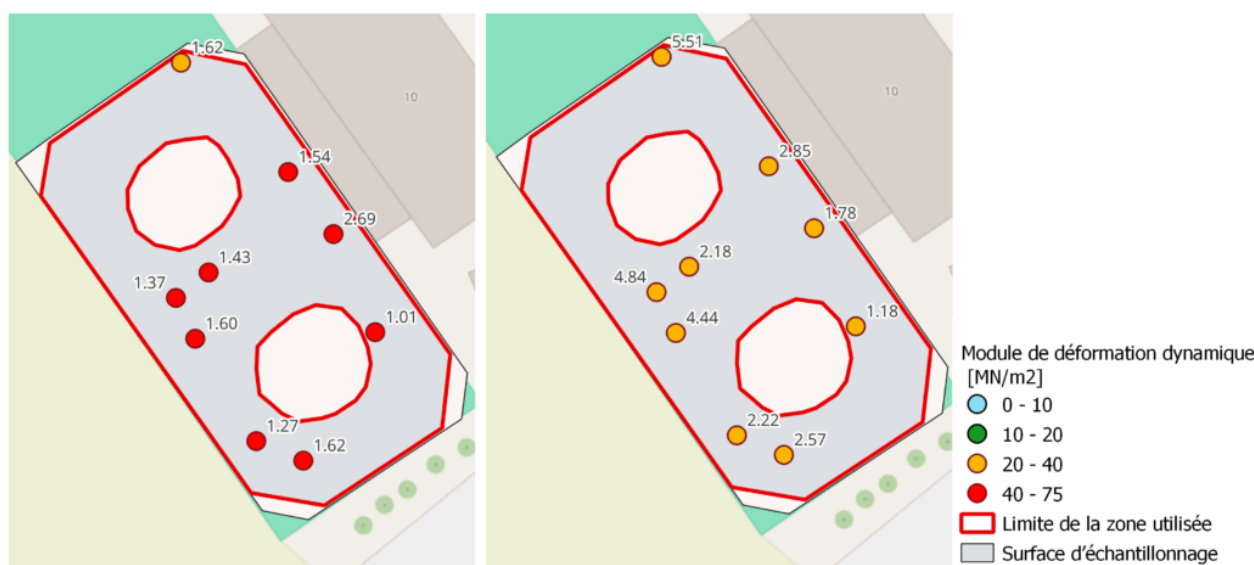 1.62
10
1.54
2.69
1.43
1.37
1.60
1.01
1.27
1.62
5.51
10
2.85
1.78
2.18
4.84
4.44
1.18
2.22
2.57
Module de déformation dynamique
[MN/m2]
0 - 10
10 - 20
20 - 40
40 - 75
Limite de la zone utilisée
Surface d'échantillonnage